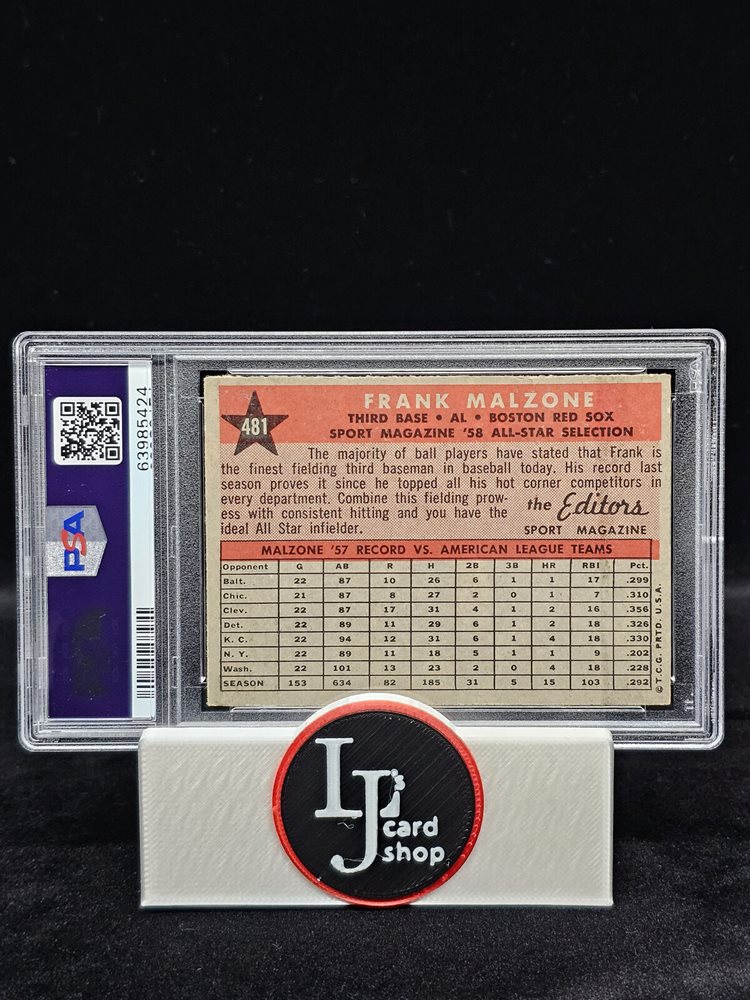 63985424
PSA
481
FRANK MALZONE
THIRD BASE • AL • BOSTON RED SOX
SPORT MAGAZINE '58 ALL-STAR SELECTION
The majority of ball players have stated that Frank is
the finest fielding third baseman in baseball today. His record last
season proves it since he topped all his hot corner competitors in
every department. Combine this fielding prow-
ess with consistent hitting and you have the
ideal All Star infielder.
the Editors
SPORT MAGAZINE
MALZONE '57 RECORD VS. AMERICAN LEAGUE TEAMS
Opponent G AB R H 2B 3B HR RBI Pct.
Balt. 22 87 10 26 6 1 1 17 .299
Chic. 21 87 8 27 2 0 1 7 .310
Clev. 22 87 17 31 4 1 2 16 .356
Det. 22 89 11 29 6 1 2 18 .326
K. C. 22 94 12 31 6 1 4 18 .330
N. Y. 22 89 11 18 5 1 1 9 .202
Wash. 22 101 13 23 2 0 4 18 .228
SEASON 153 634 82 185 31 5 15 103 .292
© T.C.G. PRTD. U.S.A.
LJ's
card
shop